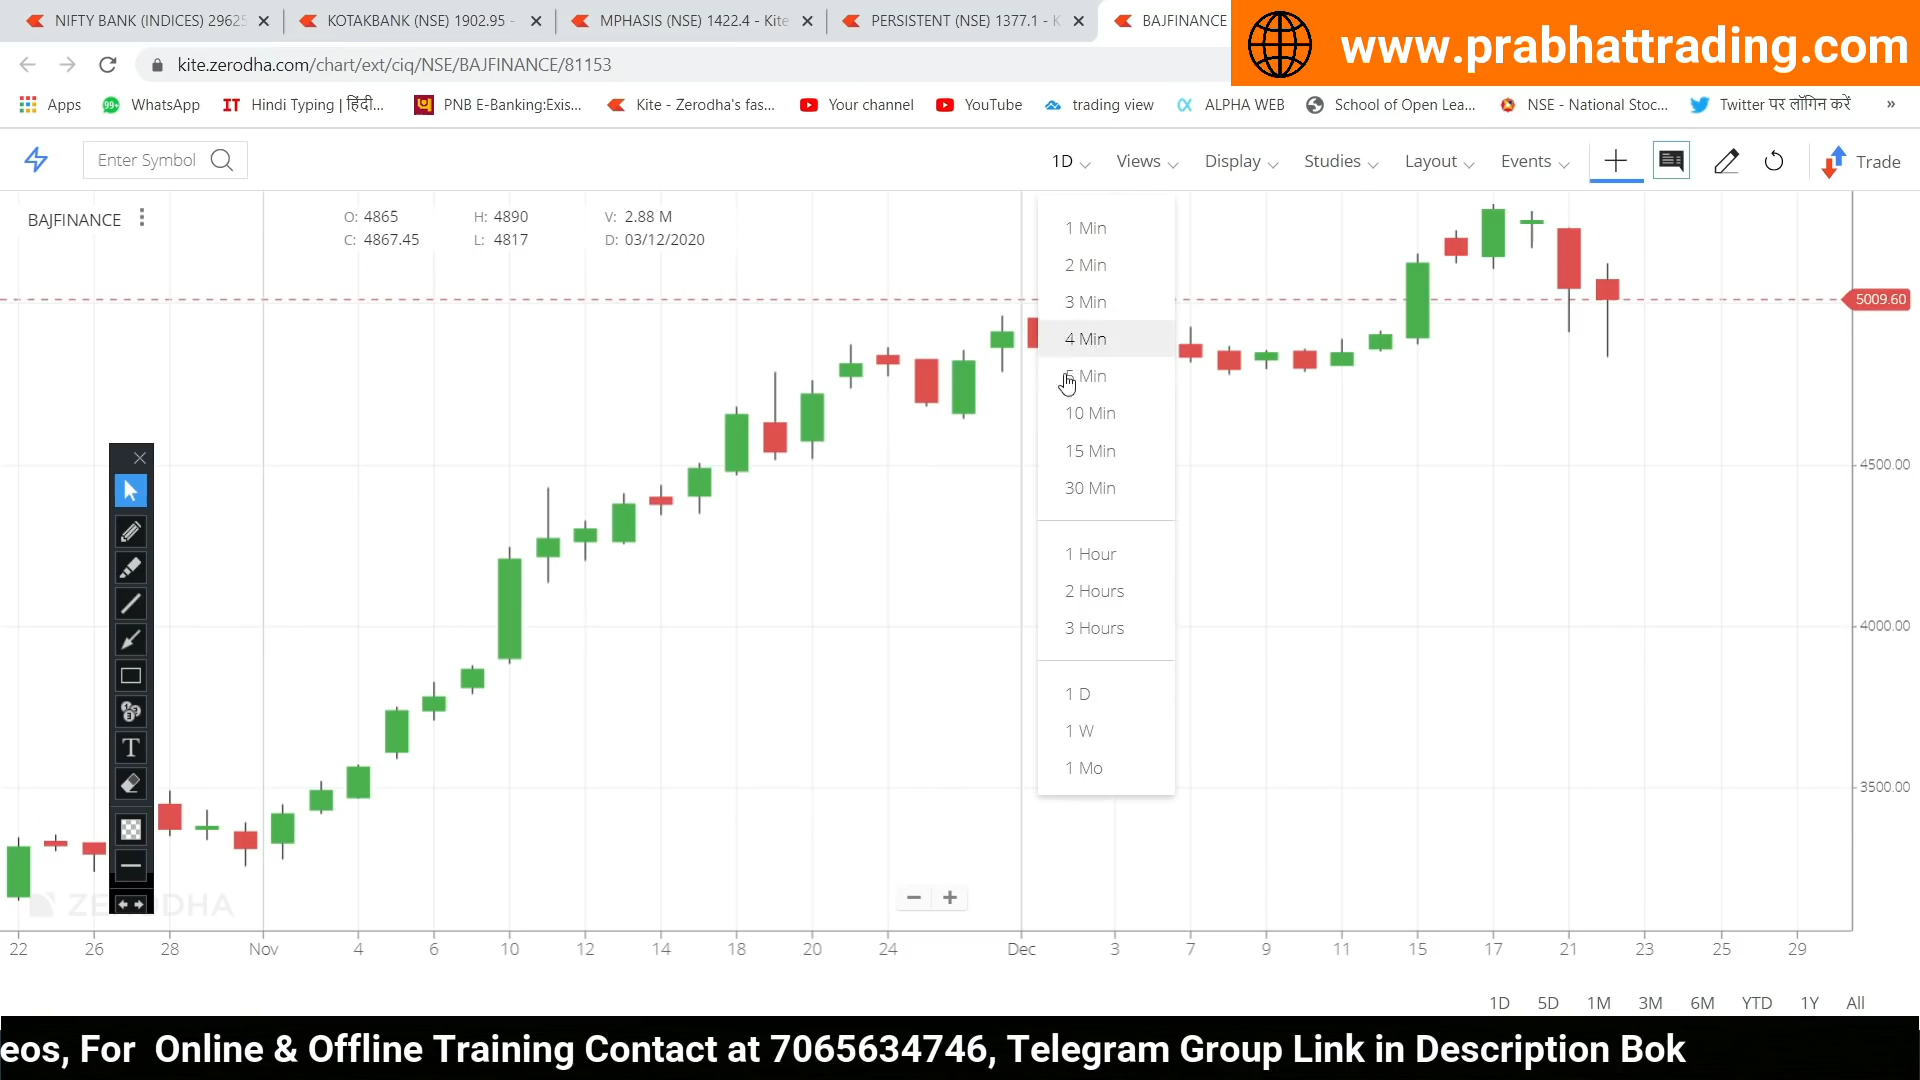 NIFTY BANK (INDICES) 29625
KOTAKBANK (NSE) 1902.95 -
MPHASIS (NSE) 1422.4 - Kite
PERSISTENT (NSE) 1377.1 - K
BAJFINANCE
www.prabhattrading.com
kite.zerodha.com/chart/ext/ciq/NSE/BAJFINANCE/81153
Apps
99+ WhatsApp
IT Hindi Typing | हिंदी...
PNB E-Banking:Exis...
Kite - Zerodha's fas...
Your channel
YouTube
trading view
ALPHA WEB
School of Open Lea...
NSE - National Stoc...
Twitter पर लॉगिन करें
»
Enter Symbol
1D
Views
Display
Studies
Layout
Events
Trade
BAJFINANCE
O: 4865 H: 4890 V: 2.88 M
C: 4867.45 L: 4817 D: 03/12/2020
1 Min
2 Min
3 Min
4 Min
5 Min
10 Min
15 Min
30 Min
1 Hour
2 Hours
3 Hours
1 D
1 W
1 Mo
5009.60
4500.00
4000.00
3500.00
T
ZERODHA
22 26 28 Nov 4 6 10 12 14 18 20 24 Dec 3 7 9 11 15 17 21 23 25 29
1D 5D 1M 3M 6M YTD 1Y All
eos, For Online & Offline Training Contact at 7065634746, Telegram Group Link in Description Bok